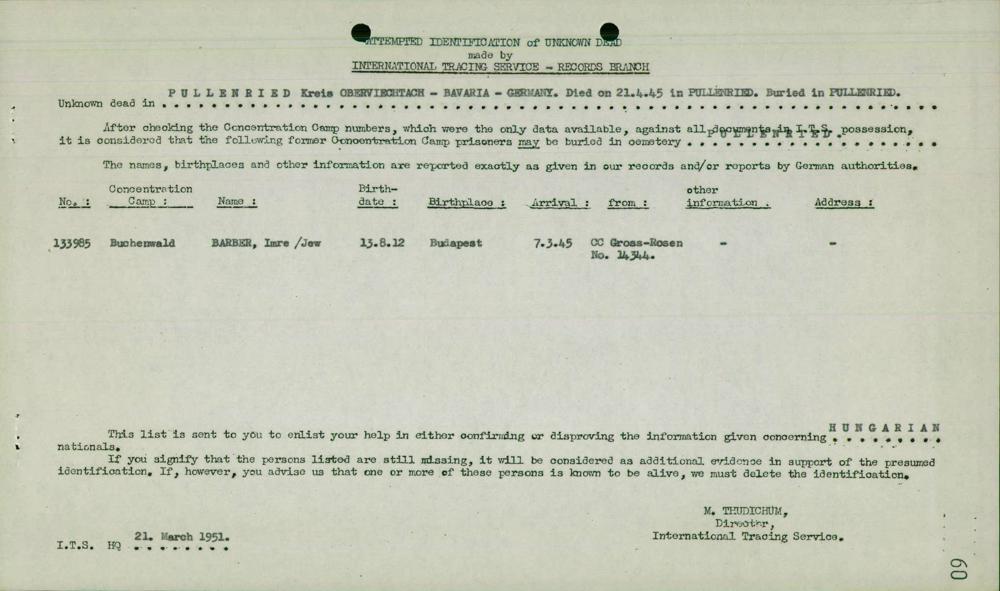 ATTEMPTED IDENTIFICATION of UNKNOWN DEAD
made by
INTERNATIONAL TRACING SERVICE - RECORDS BRANCH
PULLENRIED Kreis OBERVIECHTACH - BAVARIA - GERMANY. Died on 21.4.45 in PULLENRIED. Buried in PULLENRIED.
Unknown dead in . . . . . . . . . . . . . . . . . . . . . . . . . . . . . . . . . . . . . . . . . . . . . . . . . . . . . . . .
After checking the Concentration Camp numbers, which were the only data available, against all documents in I.T.S. possession,
PULLENRIED.
it is considered that the following former Concentration Camp prisoners may be buried in cemetery . . . . . . . . . . . . . . . . . .
The names, birthplaces and other information are reported exactly as given in our records and/or reports by German authorities.
No. : Concentration Camp : Name : Birth-date : Birthplace : Arrival : from : other information . Address :
133985 Buchenwald BARBER, Imre /Jew 13.8.12 Budapest 7.3.45 CC Gross-Rosen - -
No. 14344.
HUNGARIAN
This list is sent to you to enlist your help in either confirming or disproving the information given concerning . . . . . . . . .
nationals.
If you signify that the persons listed are still missing, it will be considered as additional evidence in support of the presumed
identification. If, however, you advise us that one or more of these persons is known to be alive, we must delete the identification.
M. THUDICHUM,
Director,
International Tracing Service.
21. March 1951.
I.T.S. HQ . . . . . . . .
60